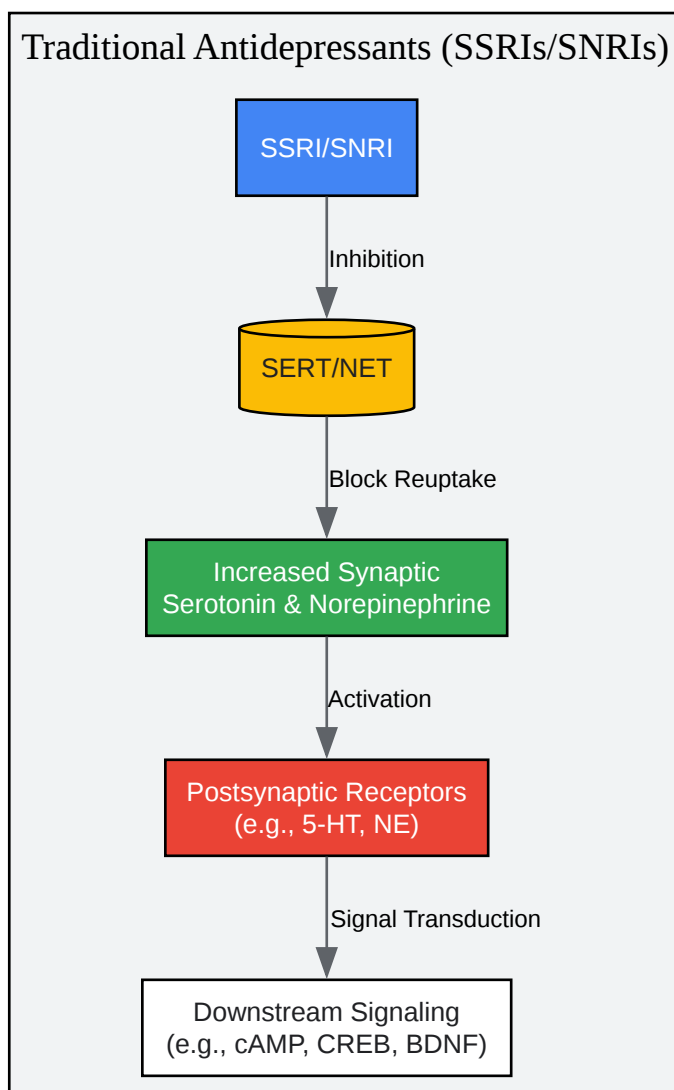 Traditional Antidepressants (SSRIs/SNRIs)
SSRI/SNRI
Inhibition
SERT/NET
Block Reuptake
Increased Synaptic
Serotonin & Norepinephrine
Activation
Postsynaptic Receptors
(e.g., 5-HT, NE)
Signal Transduction
Downstream Signaling
(e.g., cAMP, CREB, BDNF)